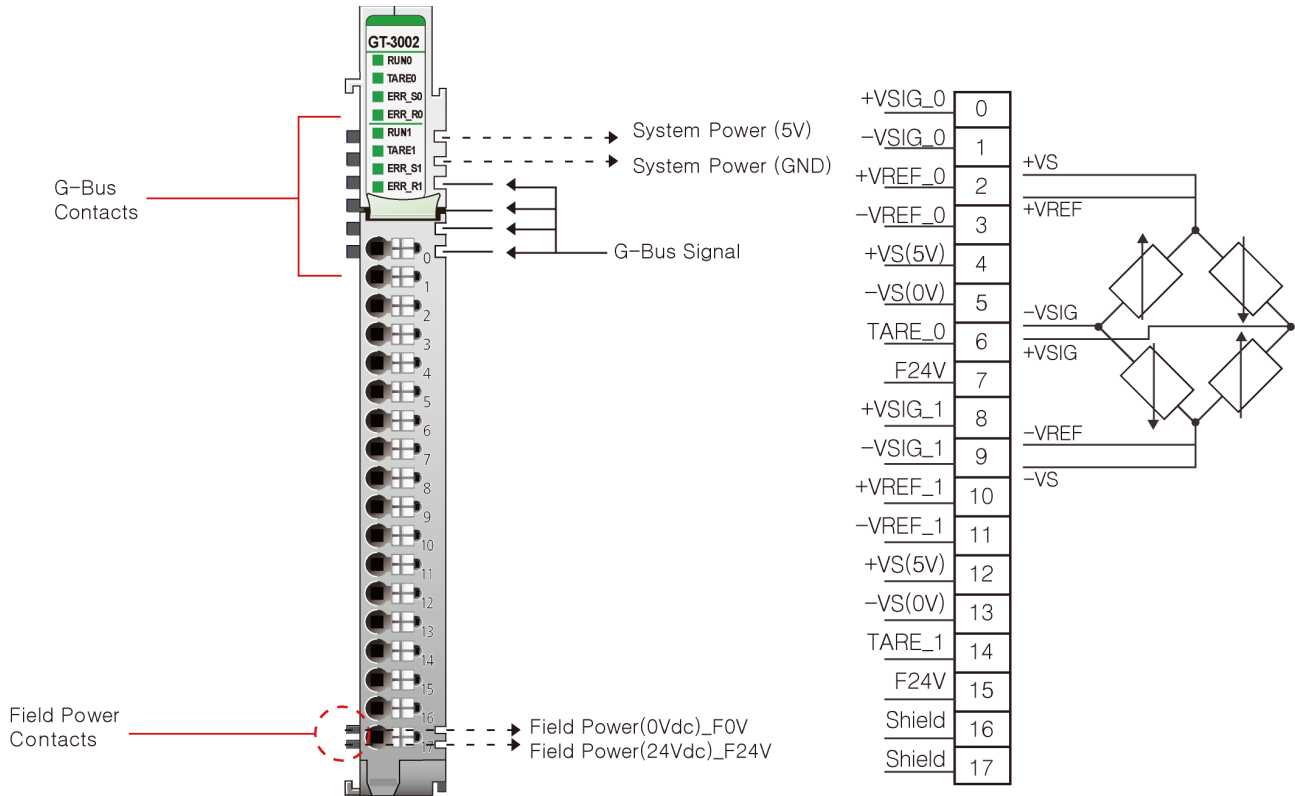 GT-3002
RUN0
TARE0
ERR_S0
ERR_R0
RUN1
TARE1
ERR_S1
ERR_R1
G-Bus
Contacts
System Power (5V)
System Power (GND)
G-Bus Signal
0
1
2
3
4
5
6
7
8
9
10
11
12
13
14
15
16
17
Field Power
Contacts
Field Power(0Vdc)_F0V
Field Power(24Vdc)_F24V
+VSIG_0 0
-VSIG_0 1
+VREF_0 2
-VREF_0 3
+VS(5V) 4
-VS(0V) 5
TARE_0 6
F24V 7
+VSIG_1 8
-VSIG_1 9
+VREF_1 10
-VREF_1 11
+VS(5V) 12
-VS(0V) 13
TARE_1 14
F24V 15
Shield 16
Shield 17
+VS
+VREF
-VSIG
+VSIG
-VREF
-VS